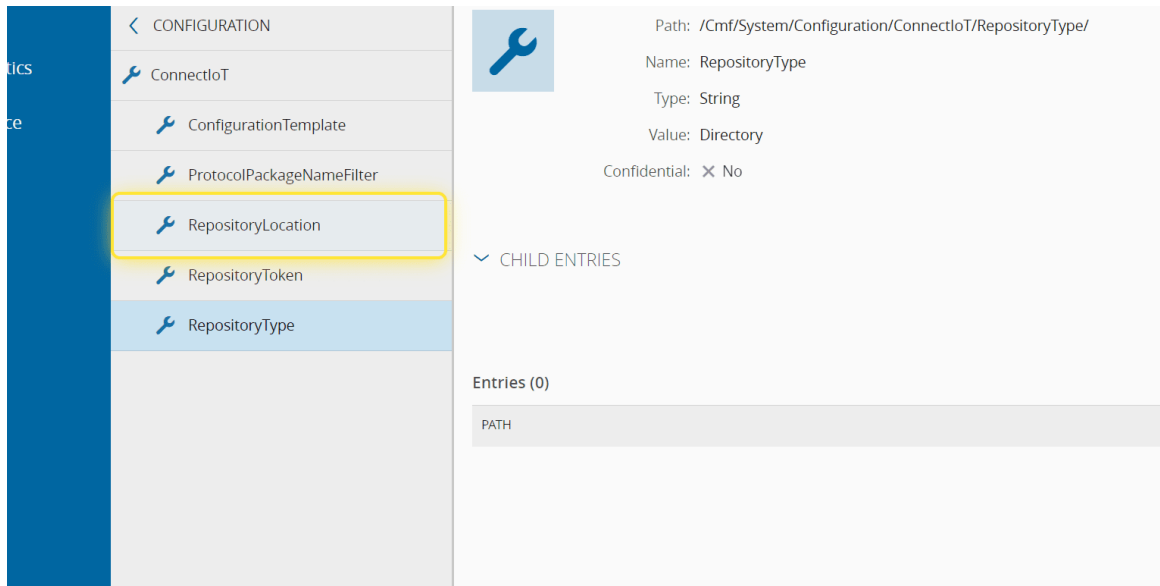 tics
ce
CONFIGURATION
ConnectIoT
ConfigurationTemplate
ProtocolPackageNameFilter
RepositoryLocation
RepositoryToken
RepositoryType
Path: /Cmf/System/Configuration/ConnectIoT/RepositoryType/
Name: RepositoryType
Type: String
Value: Directory
Confidential: No
CHILD ENTRIES
Entries (0)
PATH